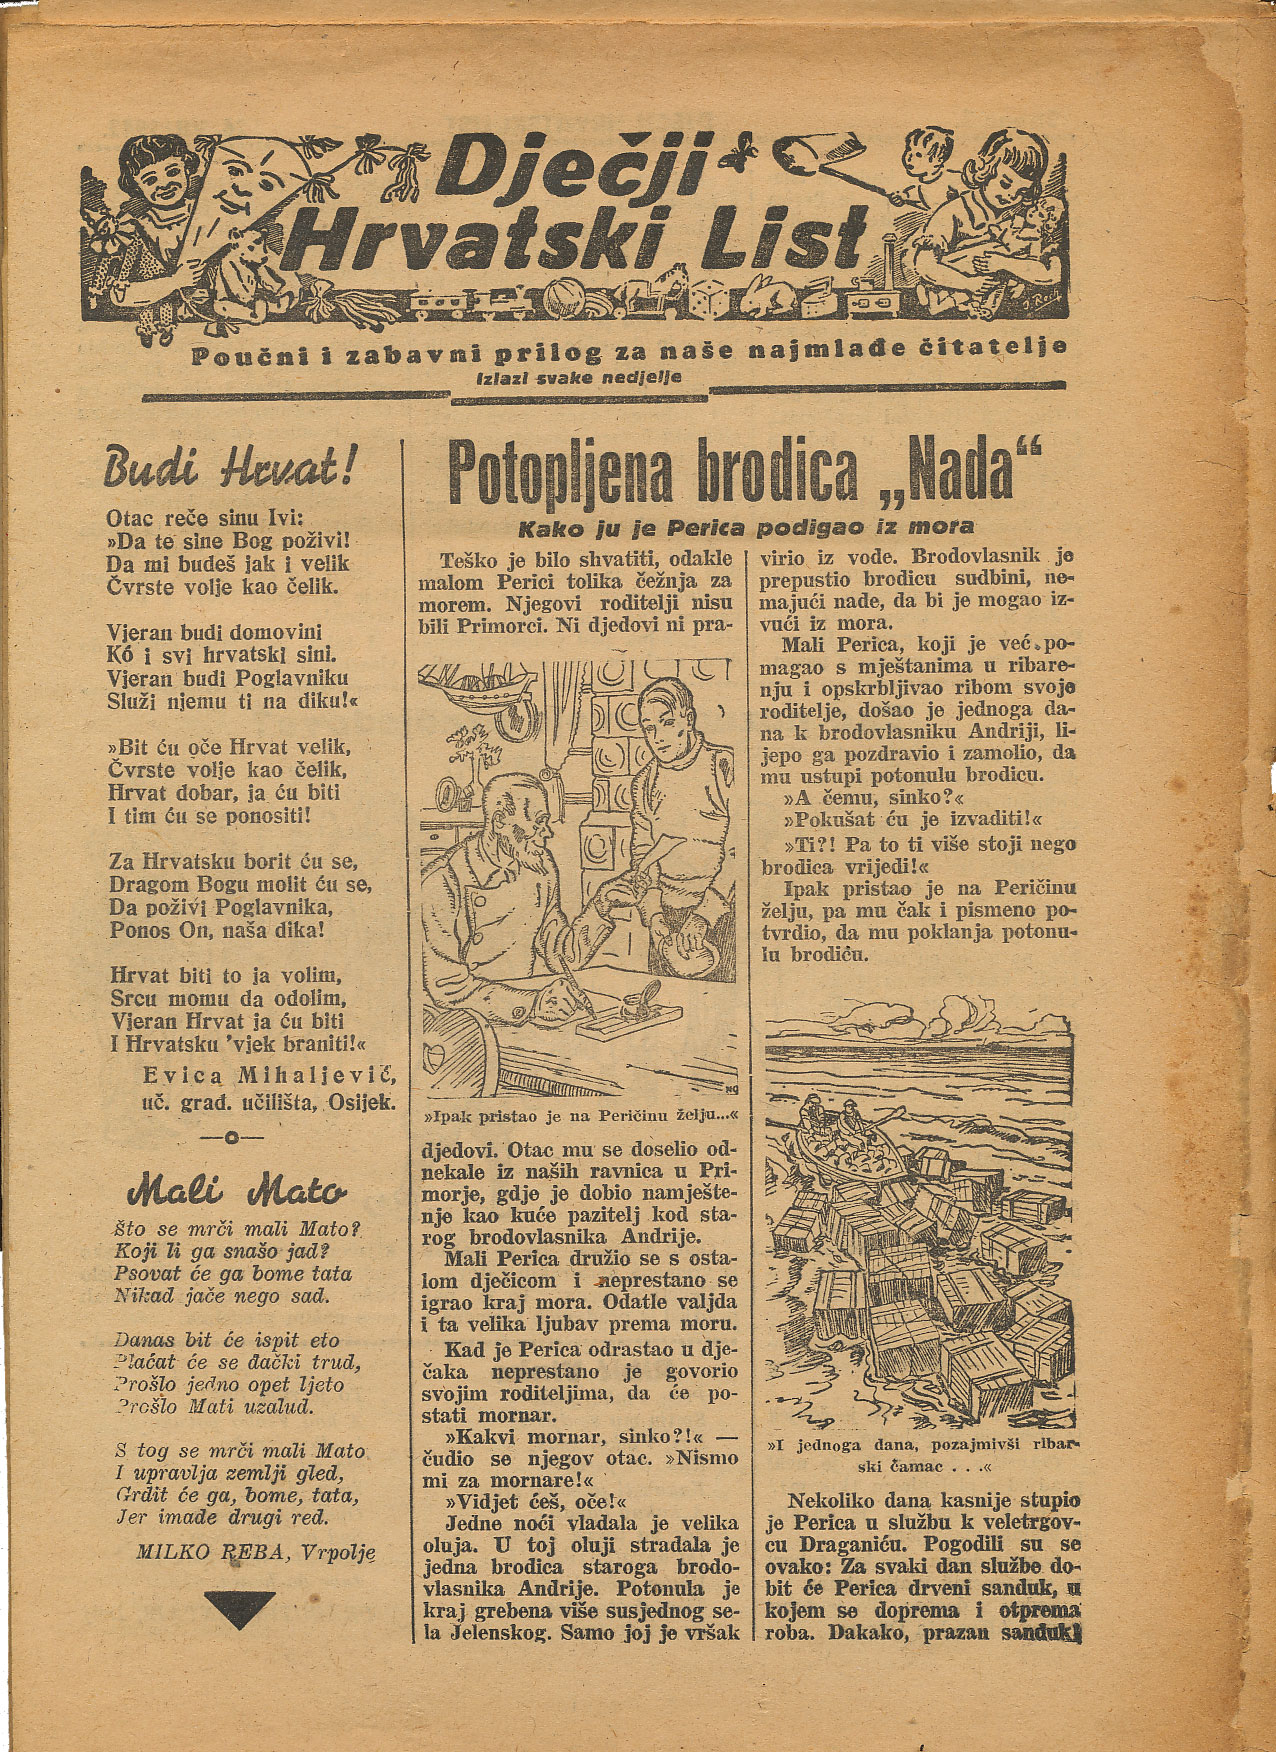 Dječji
Hrvatski List
Poučni i zabavni prilog za naše najmlađe čitatelje
Izlazi svake nedjelje
Budi Hrvat!
Otac reče sinu Ivi:
»Da te sine Bog poživi!
Da mi budeš jak i velik
Čvrste volje kao čelik.
Vjeran budi domovini
Kó i svi hrvatski sini.
Vjeran budi Poglavniku
Služi njemu ti na diku!«
»Bit ću oče Hrvat velik,
Čvrste volje kao čelik,
Hrvat dobar, ja ću biti
I tim ću se ponositi!
Za Hrvatsku borit ću se,
Dragom Bogu molit ću se,
Da poživi Poglavnika,
Ponos On, naša dika!
Hrvat biti to ja volim,
Srcu momu da odolim,
Vjeran Hrvat ja ću biti
I Hrvatsku 'vjek braniti!«
Evica Mihaljević,
uč. građ. učilišta, Osijek.
Mali Mato
Što se mrči mali Mato?
Koji li ga snašo jad?
Psovat će ga bome tata
Nikad jače nego sad.
Danas bit će ispit eto
Plaćat će se đački trud,
Prošlo jedno opet ljeto
Prošlo Mati uzalud.
S tog se mrči mali Mato
I upravlja zemlji gled,
Grdit će ga, bome, tata,
Jer imade drugi red.
MILKO REBA, Vrpolje
Potopljena brodica „Nada“
Kako ju je Perica podigao iz mora
Teško je bilo shvatiti, odakle
malom Perici tolika čežnja za
morem. Njegovi roditelji nisu
bili Primorci. Ni djedovi ni pra-
»Ipak pristao je na Peričinu želju...«
djedovi. Otac mu se doselio od-
nekale iz naših ravnica u Pri-
morje, gdje je dobio namješte-
nje kao kuće pazitelj kod sta-
rog brodovlasnika Andrije.
Mali Perica družio se s osta-
lom dječicom i neprestano se
igrao kraj mora. Odatle valjda
i ta velika ljubav prema moru.
Kad je Perica odrastao u dje-
čaka neprestano je govorio
svojim roditeljima, da će po-
stati mornar.
»Kakvi mornar, sinko?!« —
čudio se njegov otac. »Nismo
mi za mornare!«
»Vidjet ćeš, oče!«
Jedne noći vladala je velika
oluja. U toj oluji stradala je
jedna brodica staroga brodo-
vlasnika Andrije. Potonula je
kraj grebena više susjednog se-
la Jelenskog. Samo joj je vršak
virio iz vode. Brodovlasnik je
prepustio brodicu sudbini, ne-
majući nade, da bi je mogao iz-
vući iz mora.
Mali Perica, koji je već po-
magao s mještanima u ribare-
nju i opskrbljivao ribom svoje
roditelje, došao je jednoga da-
na k brodovlasniku Andriji, li-
jepo ga pozdravio i zamolio, da
mu ustupi potonulu brodicu.
»A čemu, sinko?«
»Pokušat ću je izvaditi!«
»Ti?! Pa to ti više stoji nego
brodica vrijedi!«
Ipak pristao je na Peričinu
želju, pa mu čak i pismeno po-
tvrdio, da mu poklanja potonu-
lu brodicu.
»I jednoga dana, pozajmivši ribar-
ski čamac . . .«
Nekoliko dana kasnije stupio
je Perica u službu k veletrgov-
cu Draganiću. Pogodili su se
ovako: Za svaki dan službe do-
bit će Perica drveni sanduk, u
kojem se doprema i otprema
roba. Dakako, prazan sanduk.